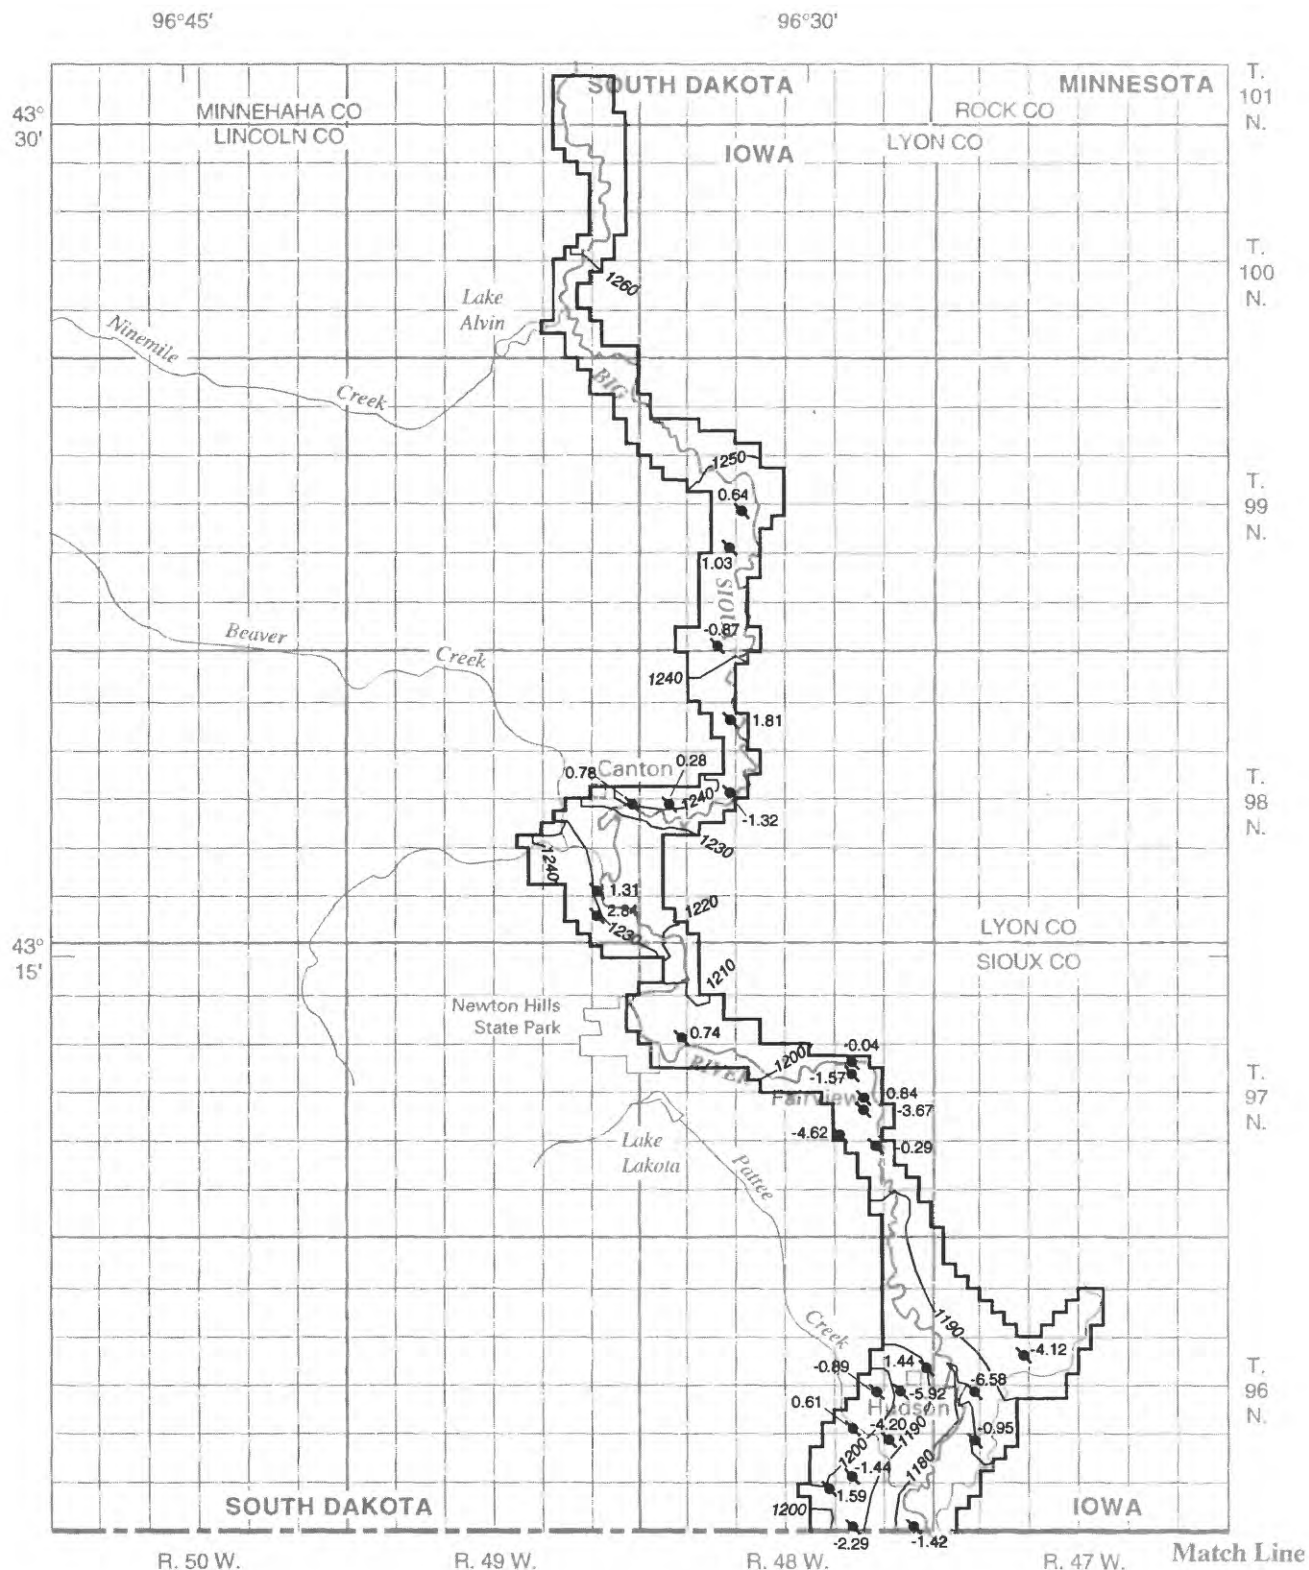 96°45'
96°30'
SOUTH DAKOTA
MINNESOTA
T.
101
N.
43°
30'
MINNEHAHA CO
LINCOLN CO
ROCK CO
LYON CO
IOWA
T.
100
N.
1260
Lake
Alvin
Ninemile
Creek
BIG
1250
0.64
T.
99
N.
1.03
SIOUX
-0.87
Beaver
Creek
1240
1.81
0.28
0.78
Canton
1240
-1.32
T.
98
N.
1230
1240
1.31
2.84
1220
1230
LYON CO
SIOUX CO
43°
15'
1210
Newton Hills
State Park
0.74
-0.04
1200
RIVER
-1.57
Fairview
0.84
-3.67
T.
97
N.
-4.62
-0.29
Lake
Lakota
Pattee
Creek
1190
-4.12
1.44
-0.89
-6.58
-5.92
T.
96
N.
0.61
Hudson
-4.20
1190
-0.95
1200
-1.44
1180
1.59
1200
SOUTH DAKOTA
IOWA
-2.29
-1.42
R. 50 W.
R. 49 W.
R. 48 W.
R. 47 W.
Match Line